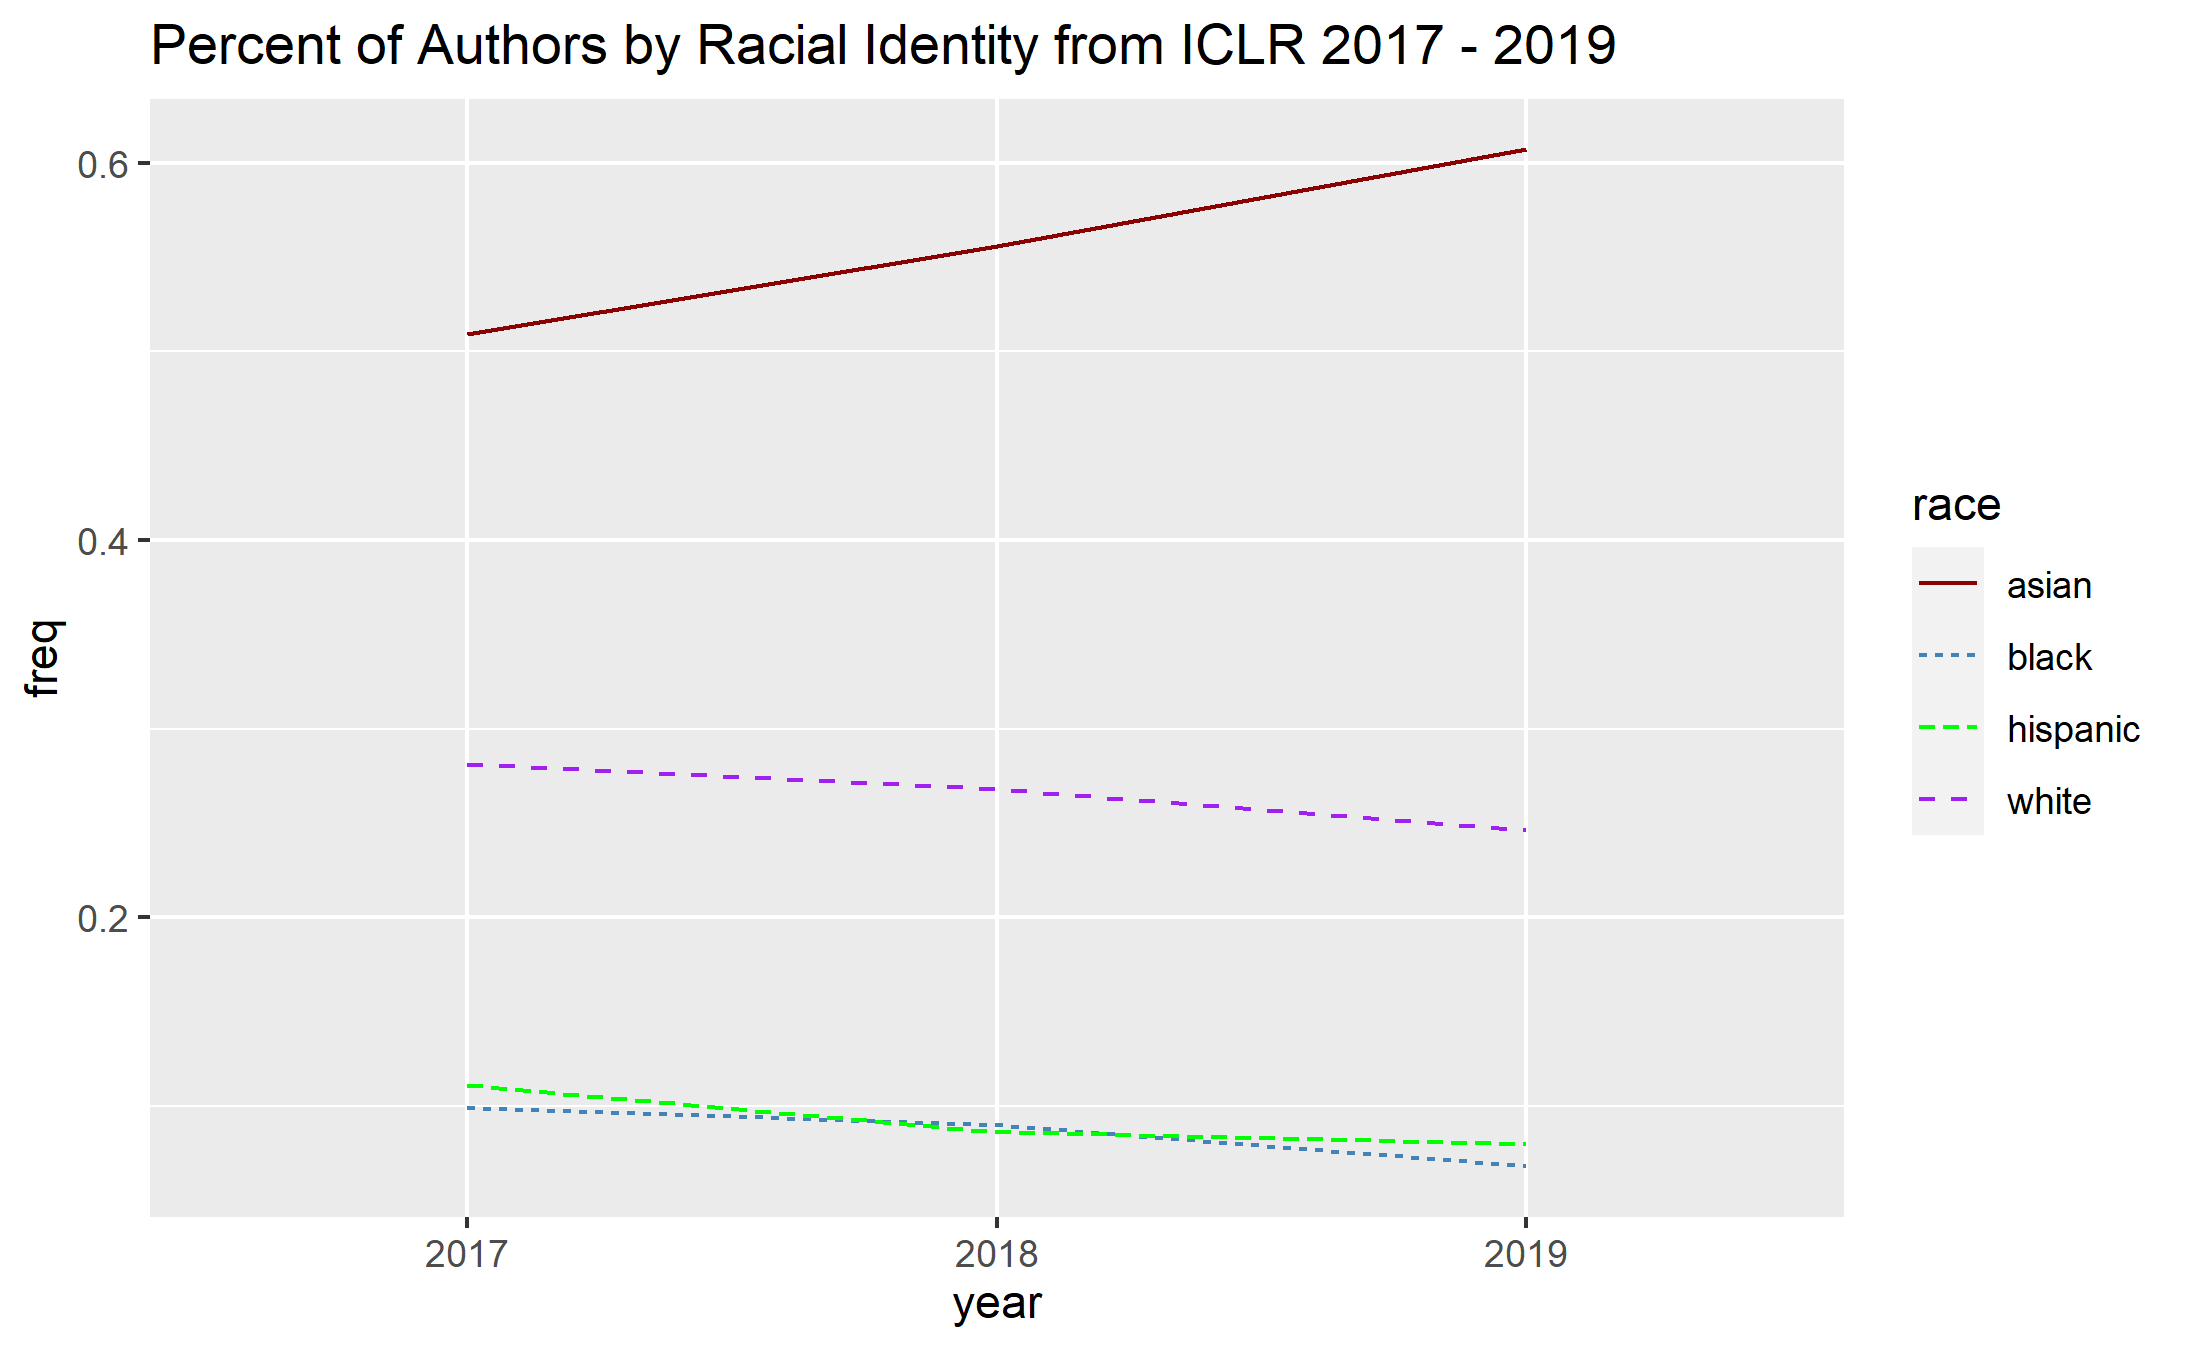 Percent of Authors by Racial Identity from ICLR 2017 - 2019
0.6
0.4
0.2
freq
2017 2018 2019
year
race
asian
black
hispanic
white